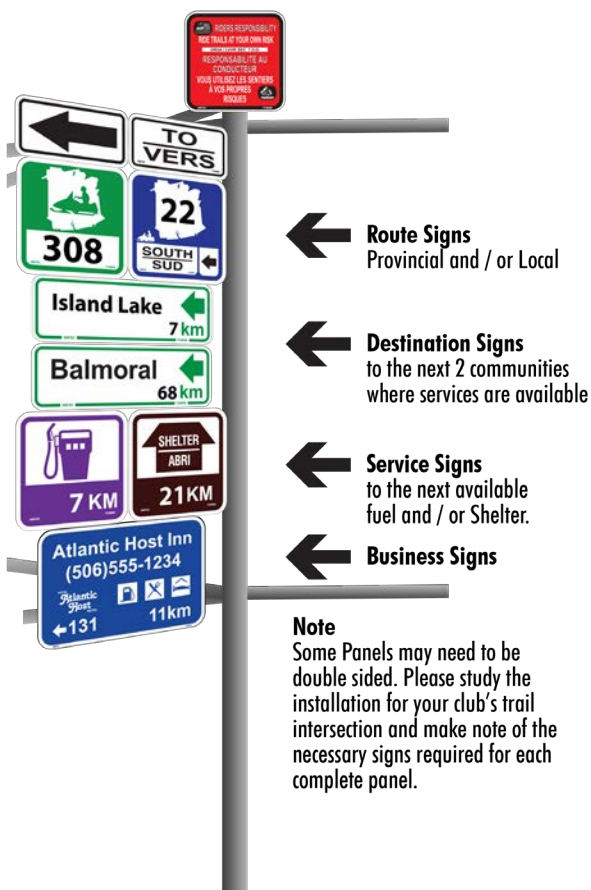 RIDERS RESPONSIBILITY
RIDE TRAILS AT YOUR OWN RISK
RESPONSABILITE AU
CONDUCTEUR
VOUS UTILISEZ LES SENTIERS
À VOS PROPRES
RISQUES
TO
VERS
308
22
SOUTH
SUD
Island Lake
7 km
Balmoral
68 km
7 KM
SHELTER
ABRI
21 KM
Atlantic Host Inn
(506)555-1234
Atlantic
Host
131
11km
Route Signs
Provincial and / or Local
Destination Signs
to the next 2 communities
where services are available
Service Signs
to the next available
fuel and / or Shelter.
Business Signs
Note
Some Panels may need to be
double sided. Please study the
installation for your club's trail
intersection and make note of the
necessary signs required for each
complete panel.